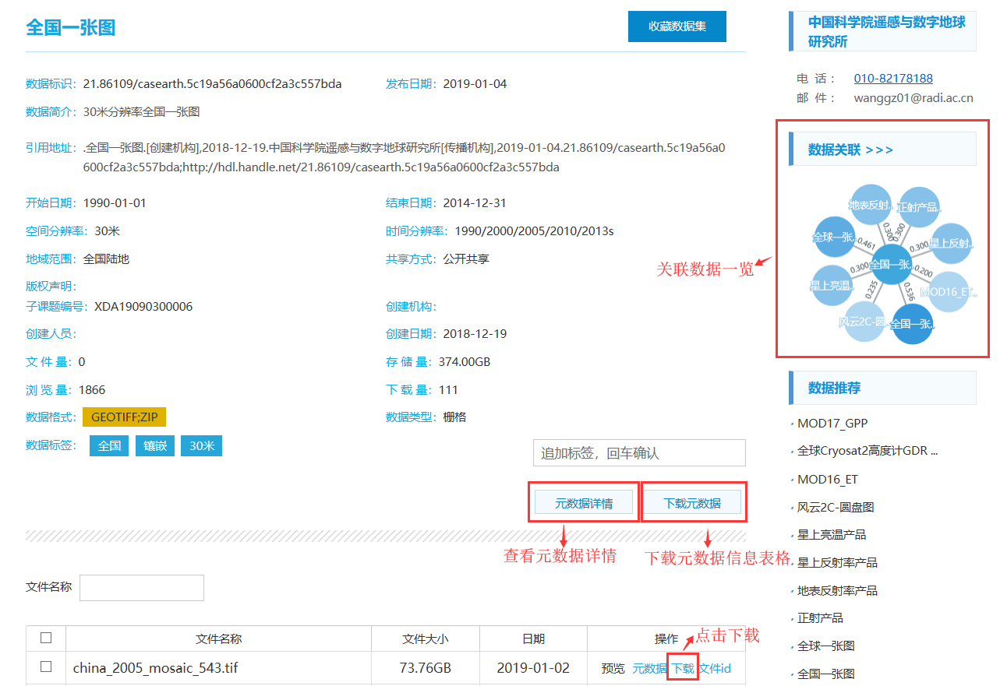 全国一张图
收藏数据集
数据标识: 21.86109/casearth.5c19a56a0600cf2a3c557bda
发布日期: 2019-01-04
数据简介: 30米分辨率全国一张图
引用地址: .全国一张图.[创建机构],2018-12-19.中国科学院遥感与数字地球研究所[传播机构],2019-01-04.21.86109/casearth.5c19a56a0
600cf2a3c557bda;http://hdl.handle.net/21.86109/casearth.5c19a56a0600cf2a3c557bda
开始日期: 1990-01-01
结束日期: 2014-12-31
空间分辨率: 30米
时间分辨率: 1990/2000/2005/2010/2013s
地域范围: 全国陆地
共享方式: 公开共享
版权声明:
子课题编号: XDA19090300006
创建机构:
创建人员:
创建日期: 2018-12-19
文 件 量: 0
存 储 量: 374.00GB
浏 览 量: 1866
下 载 量: 111
数据格式: GEOTIFF;ZIP
数据类型: 栅格
数据标签: 全国 镶嵌 30米
追加标签，回车确认
元数据详情
下载元数据
查看元数据详情
下载元数据信息表格
文件名称
文件名称 文件大小 日期 操作
点击下载
china_2005_mosaic_543.tif 73.76GB 2019-01-02 预览 元数据 下载 文件id
中国科学院遥感与数字地球
研究所
电 话： 010-82178188
邮 件： wanggz01@radi.ac.cn
数据关联 >>>
关联数据一览
地表反射..
正射产品..
全球一张..
星上反射..
全国一张..
星上亮温..
MOD16_ET..
风云2C-圆..
全国一张..
0.300
0.300
0.461
0.300
0.300
0.200
0.235
0.536
数据推荐
MOD17_GPP
全球Cryosat2高度计GDR ...
MOD16_ET
风云2C-圆盘图
星上亮温产品
星上反射率产品
地表反射率产品
正射产品
全球一张图
全国一张图